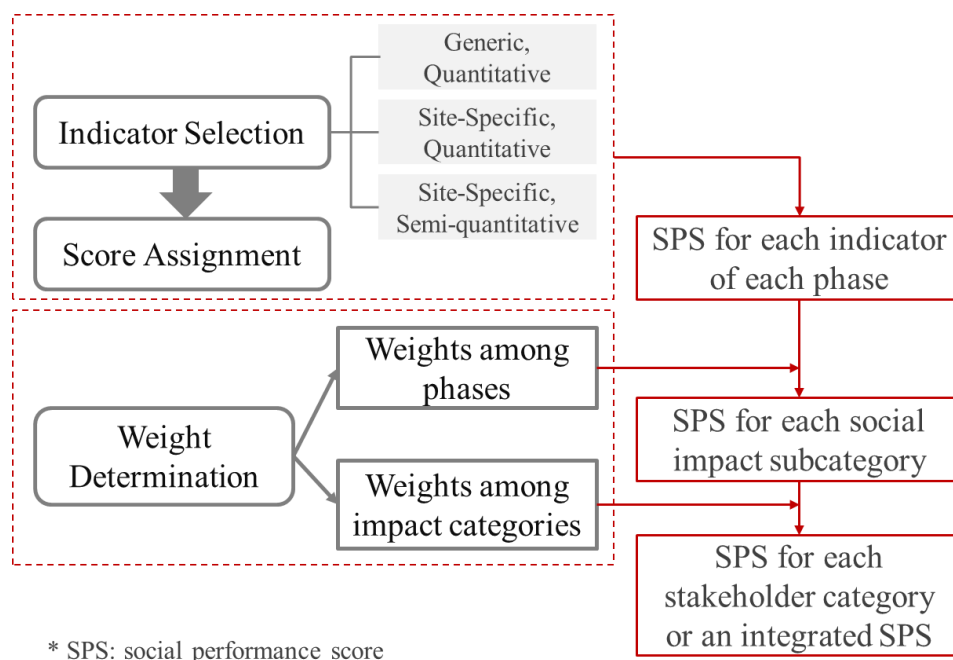 Generic,
Quantitative
Indicator Selection
Site-Specific,
Quantitative
Site-Specific,
Semi-quantitative
Score Assignment
SPS for each indicator
of each phase
Weights among
phases
Weight
Determination
Weights among
impact categories
SPS for each social
impact subcategory
SPS for each
stakeholder category
or an integrated SPS
* SPS: social performance score